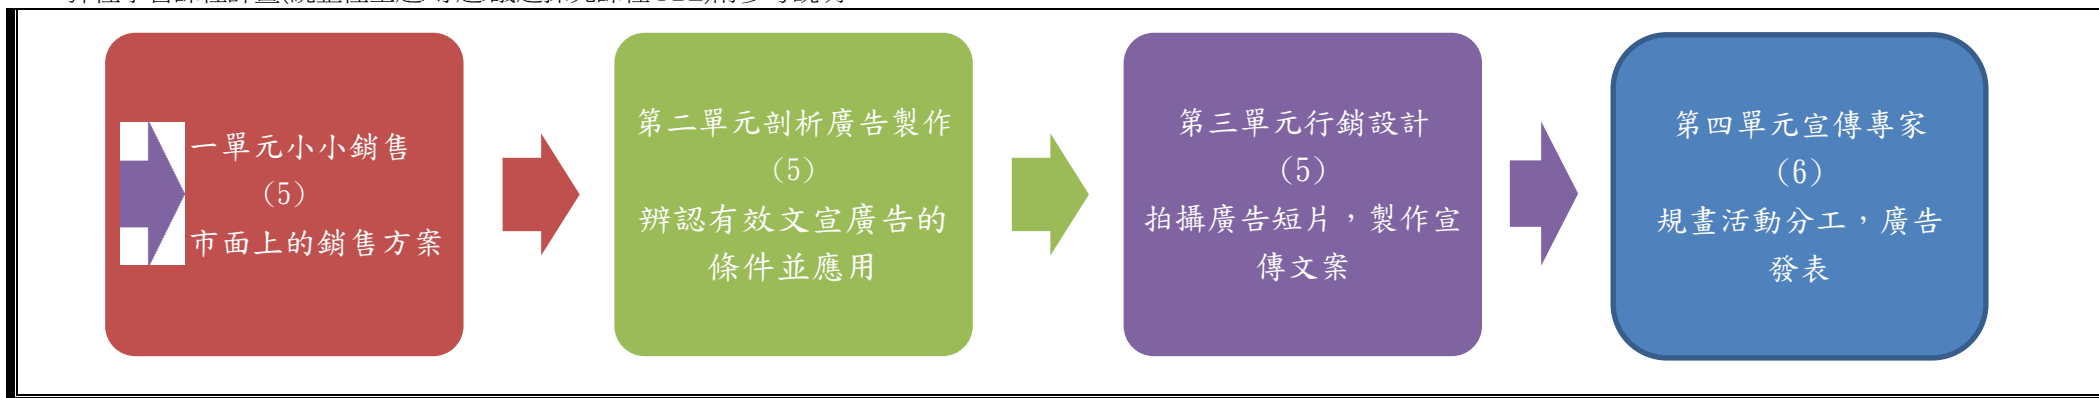 一單元小小銷售
(5)
市面上的銷售方案
第二單元剖析廣告製作
(5)
辨認有效文宣廣告的
條件並應用
第三單元行銷設計
(5)
拍攝廣告短片，製作宣
傳文案
第四單元宣傳專家
(6)
規畫活動分工，廣告
發表